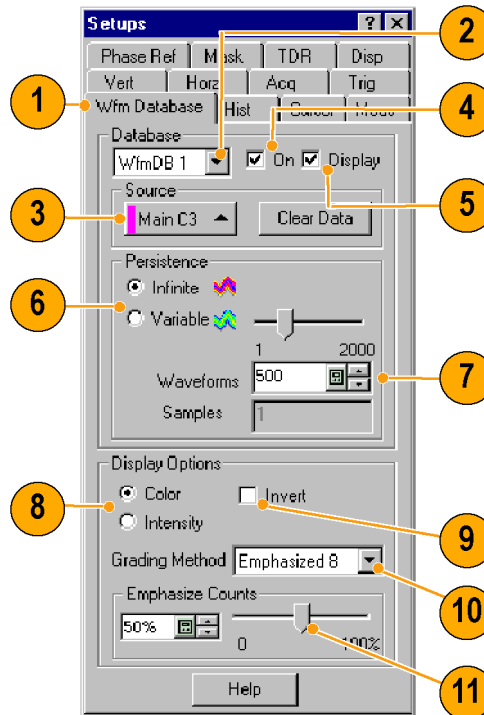 Setups ? ×
2
Phase Ref Mask TDR Disp
Vert Horz Acq Trig
1
4
Wfm Database Hist Cursor Meas
Database
WfmDB 1 On Display
5
Source
3
Main C3 Clear Data
Persistence
6
Infinite
Variable
1 2000
7
Waveforms 500
Samples 1
Display Options
8
Color Invert
9
Intensity
Grading Method Emphasized 8
10
Emphasize Counts
50%
0 100%
11
Help